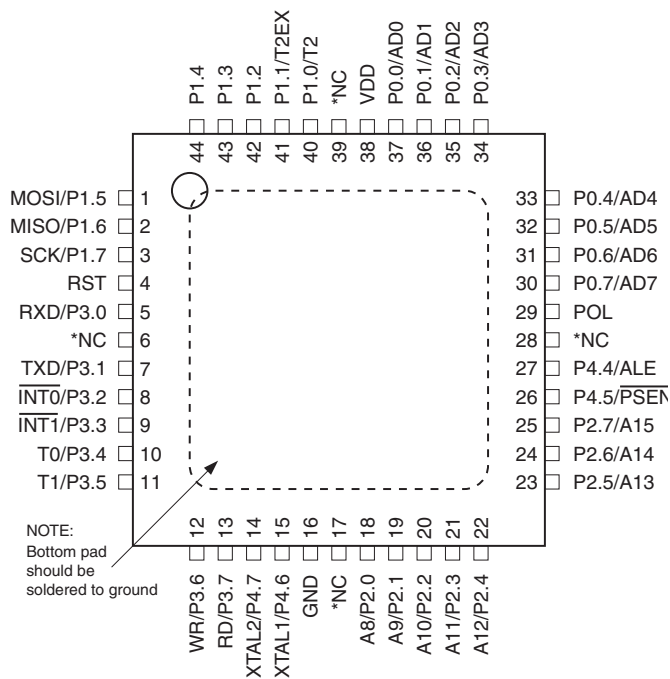 P1.4
P1.3
P1.2
P1.1/T2EX
P1.0/T2
*NC
VDD
P0.0/AD0
P0.1/AD1
P0.2/AD2
P0.3/AD3
44
43
42
41
40
39
38
37
36
35
34
MOSI/P1.5 1
MISO/P1.6 2
SCK/P1.7 3
RST 4
RXD/P3.0 5
*NC 6
TXD/P3.1 7
INT0/P3.2 8
INT1/P3.3 9
T0/P3.4 10
T1/P3.5 11
33 P0.4/AD4
32 P0.5/AD5
31 P0.6/AD6
30 P0.7/AD7
29 POL
28 *NC
27 P4.4/ALE
26 P4.5/PSEN
25 P2.7/A15
24 P2.6/A14
23 P2.5/A13
NOTE:
Bottom pad
should be
soldered to ground
12
13
14
15
16
17
18
19
20
21
22
WR/P3.6
RD/P3.7
XTAL2/P4.7
XTAL1/P4.6
GND
*NC
A8/P2.0
A9/P2.1
A10/P2.2
A11/P2.3
A12/P2.4